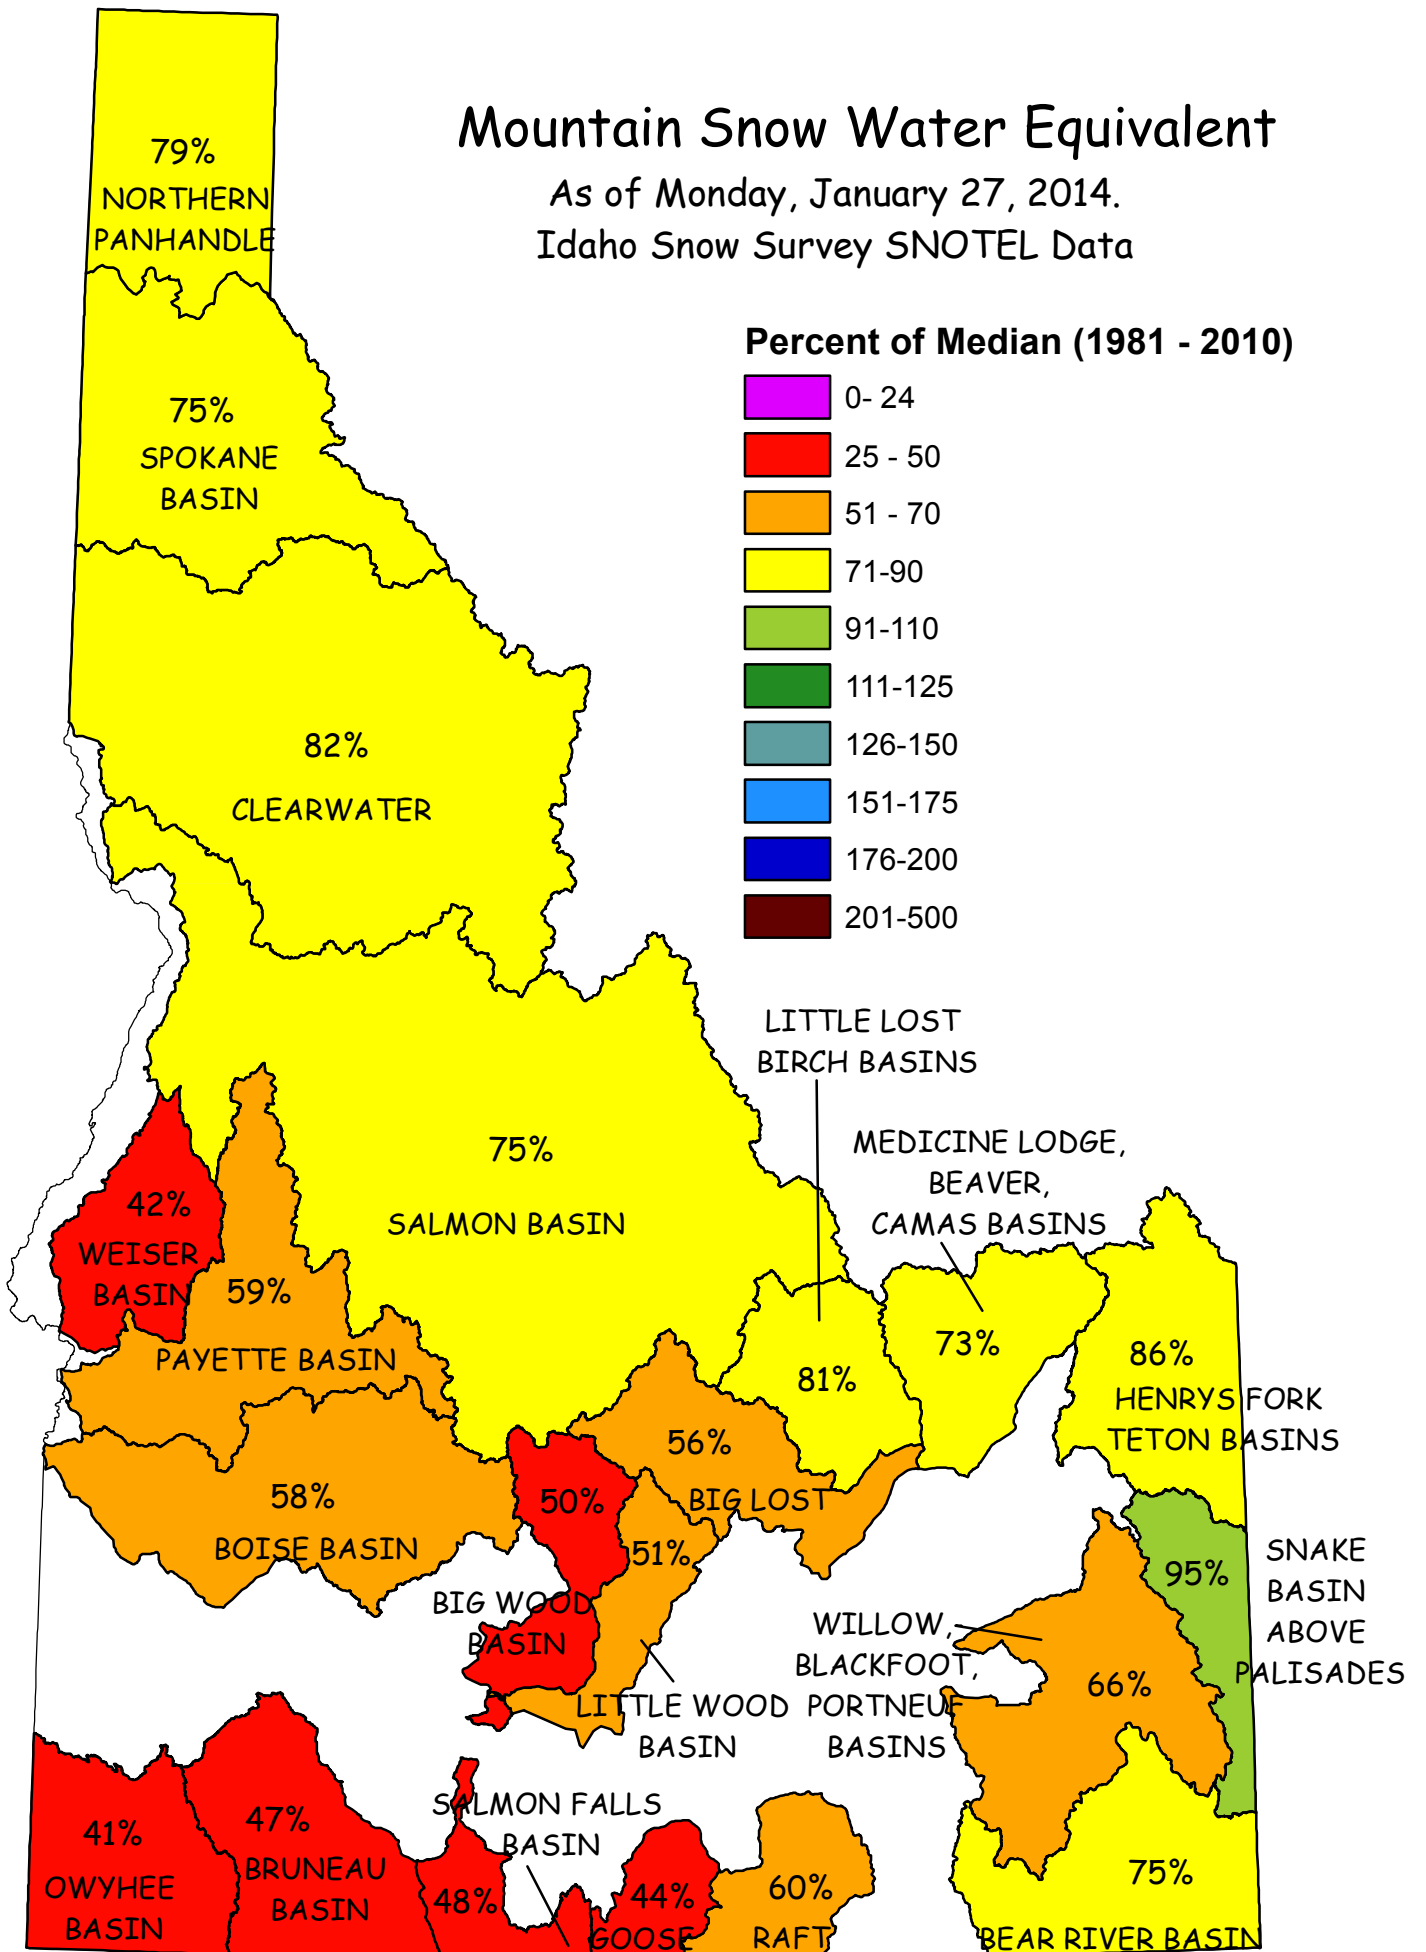 Mountain Snow Water Equivalent
As of Monday, January 27, 2014.
Idaho Snow Survey SNOTEL Data
Percent of Median (1981 - 2010)
0- 24
25 - 50
51 - 70
71-90
91-110
111-125
126-150
151-175
176-200
201-500
79%
NORTHERN
PANHANDLE
75%
SPOKANE
BASIN
82%
CLEARWATER
75%
SALMON BASIN
LITTLE LOST
BIRCH BASINS
81%
MEDICINE LODGE,
BEAVER,
CAMAS BASINS
73%
86%
HENRYS FORK
TETON BASINS
42%
WEISER
BASIN
59%
PAYETTE BASIN
58%
BOISE BASIN
56%
BIG LOST
50%
BIG WOOD
BASIN
51%
LITTLE WOOD
BASIN
95%
SNAKE
BASIN
ABOVE
PALISADES
WILLOW,
BLACKFOOT,
PORTNEUF
BASINS
66%
41%
OWYHEE
BASIN
47%
BRUNEAU
BASIN
SALMON FALLS
BASIN
48%
44%
GOOSE
60%
RAFT
75%
BEAR RIVER BASIN